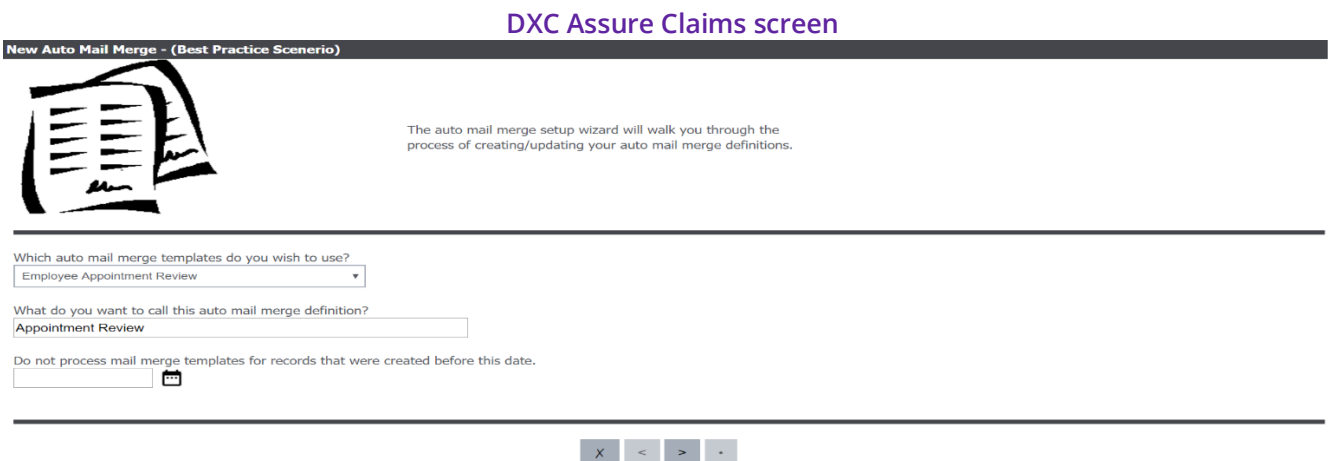 DXC Assure Claims screen
New Auto Mail Merge - (Best Practice Scenerio)
The auto mail merge setup wizard will walk you through the
process of creating/updating your auto mail merge definitions.
Which auto mail merge templates do you wish to use?
Employee Appointment Review
What do you want to call this auto mail merge definition?
Appointment Review
Do not process mail merge templates for records that were created before this date.
X < > *